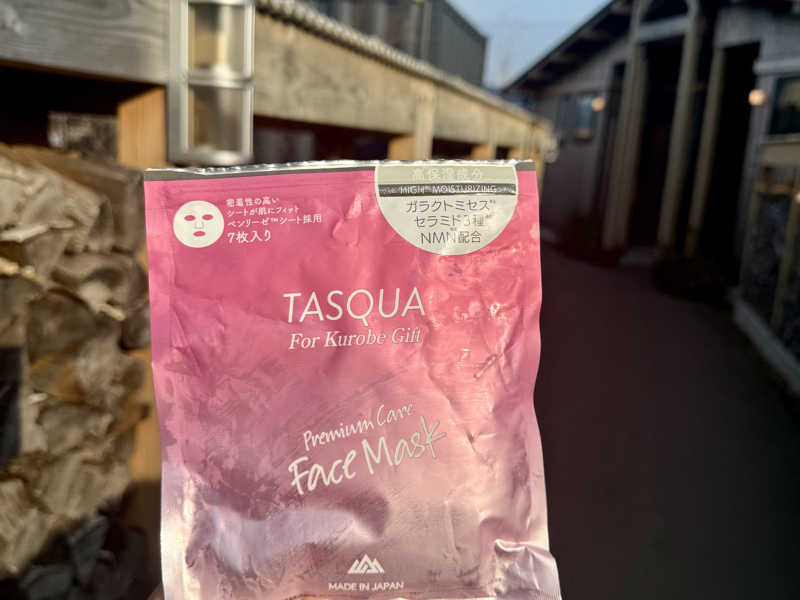 密着性の高い
シートが肌にフィット
ベンリーゼ™シート採用
7枚入り
高保湿成分
HIGH MOISTURIZING
ガラクトミセス
セラミド3種
NMN配合
TASQUA
For Kurobe Gift
Premium Care
Face Mask
MADE IN JAPAN